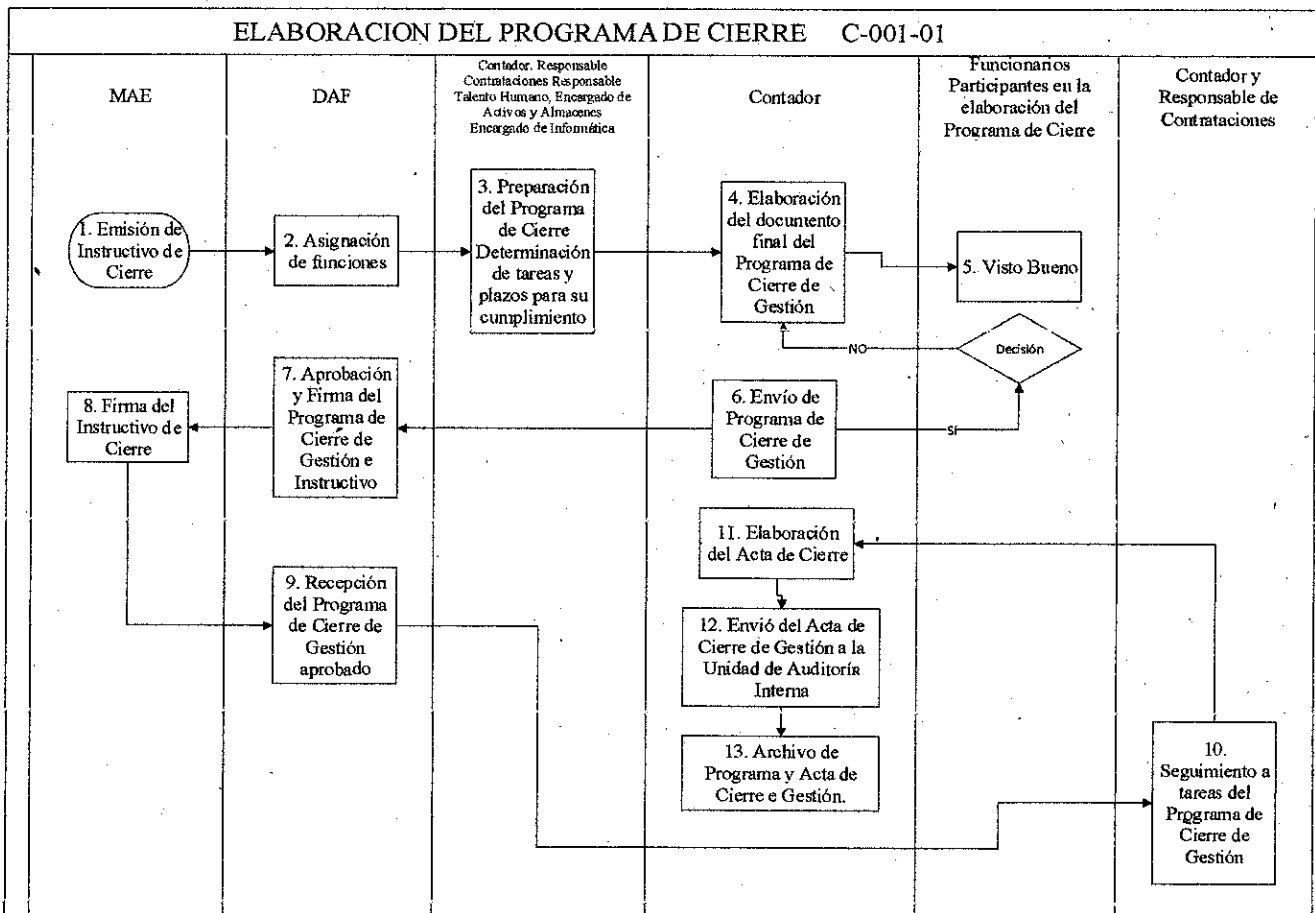 ELABORACION DEL PROGRAMA DE CIERRE C-001-01
MAE
DAF
Contador. Responsable
Contrataciones Responsable
Talento Humano, Encargado de
Activos y Almacenes
Encargado de Informática
Contador
Funcionarios
Participantes en la
elaboración del
Programa de Cierre
Contador y
Responsable de
Contrataciones
1. Emisión de
Instructivo de
Cierre
2. Asignación
de funciones
3. Preparación
del Programa
de Cierre
Determinación
de tareas y
plazos para su
cumplimiento
4. Elaboración
del documento
final del
Programa de
Cierre de
Gestión
5. Visto Bueno
Decisión
NO
SI
6. Envío de
Programa de
Cierre de
Gestión
7. Aprobación
y Firma del
Programa de
Cierre de
Gestión e
Instructivo
8. Firma del
Instructivo de
Cierre
9. Recepción
del Programa
de Cierre de
Gestión
aprobado
10.
Seguimiento a
tareas del
Programa de
Cierre de
Gestión
11. Elaboración
del Acta de Cierre
12. Envió del Acta de
Cierre de Gestión a la
Unidad de Auditoría
Interna
13. Archivo de
Programa y Acta de
Cierre e Gestión.